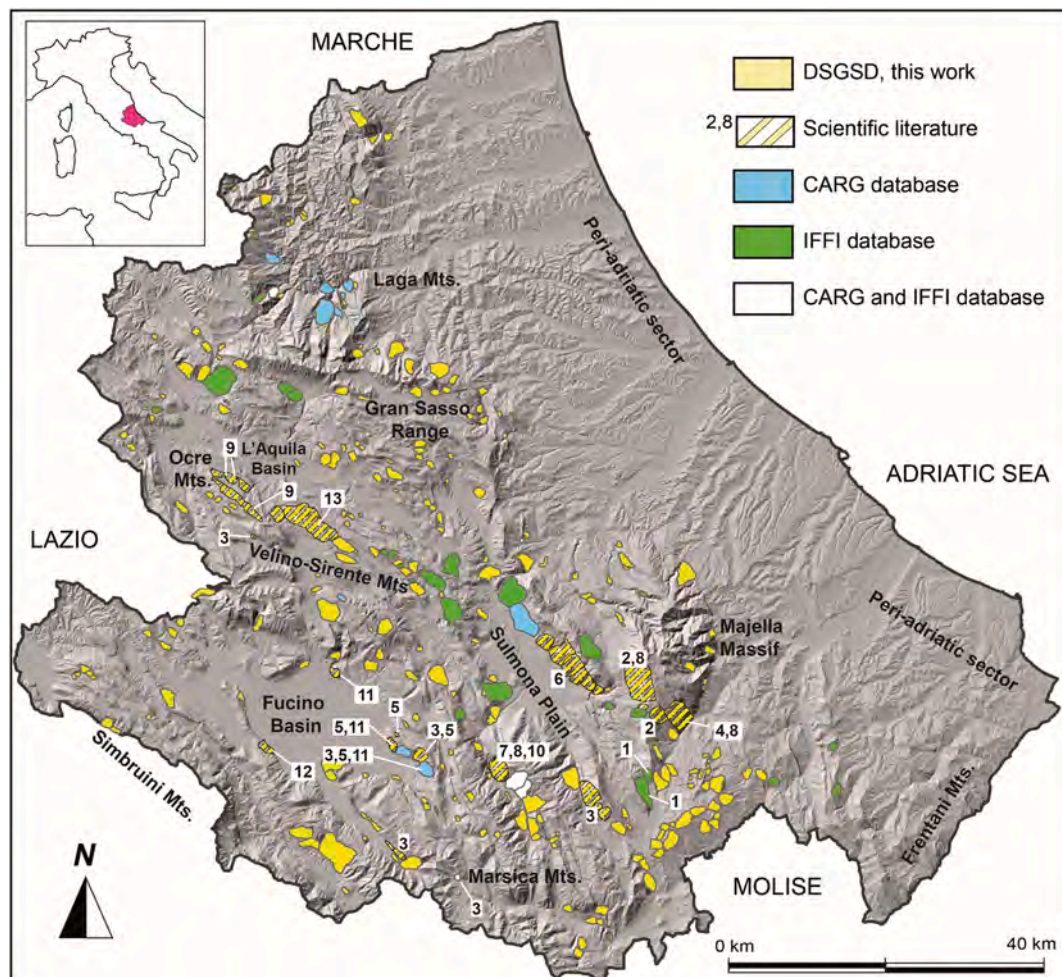 MARCHE
DSGSD, this work
2,8
Scientific literature
CARG database
IFFI database
CARG and IFFI database
Peri-adriatic sector
Laga Mts.
Gran Sasso
Range
ADRIATIC SEA
9
L'Aquila
Basin
Ocre
Mts.
9
13
3
LAZIO
Velino-Sirente Mts
Peri-adriatic sector
Majella
Massif
Sulmona Plain
2,8
6
11
Fucino
Basin
5
2
4,8
5,11
3,5
7,8,10
1
3,5,11
12
Simbruini Mts.
1
3
3
Frentani Mts.
Marsica Mts.
MOLISE
3
N
0 km
40 km